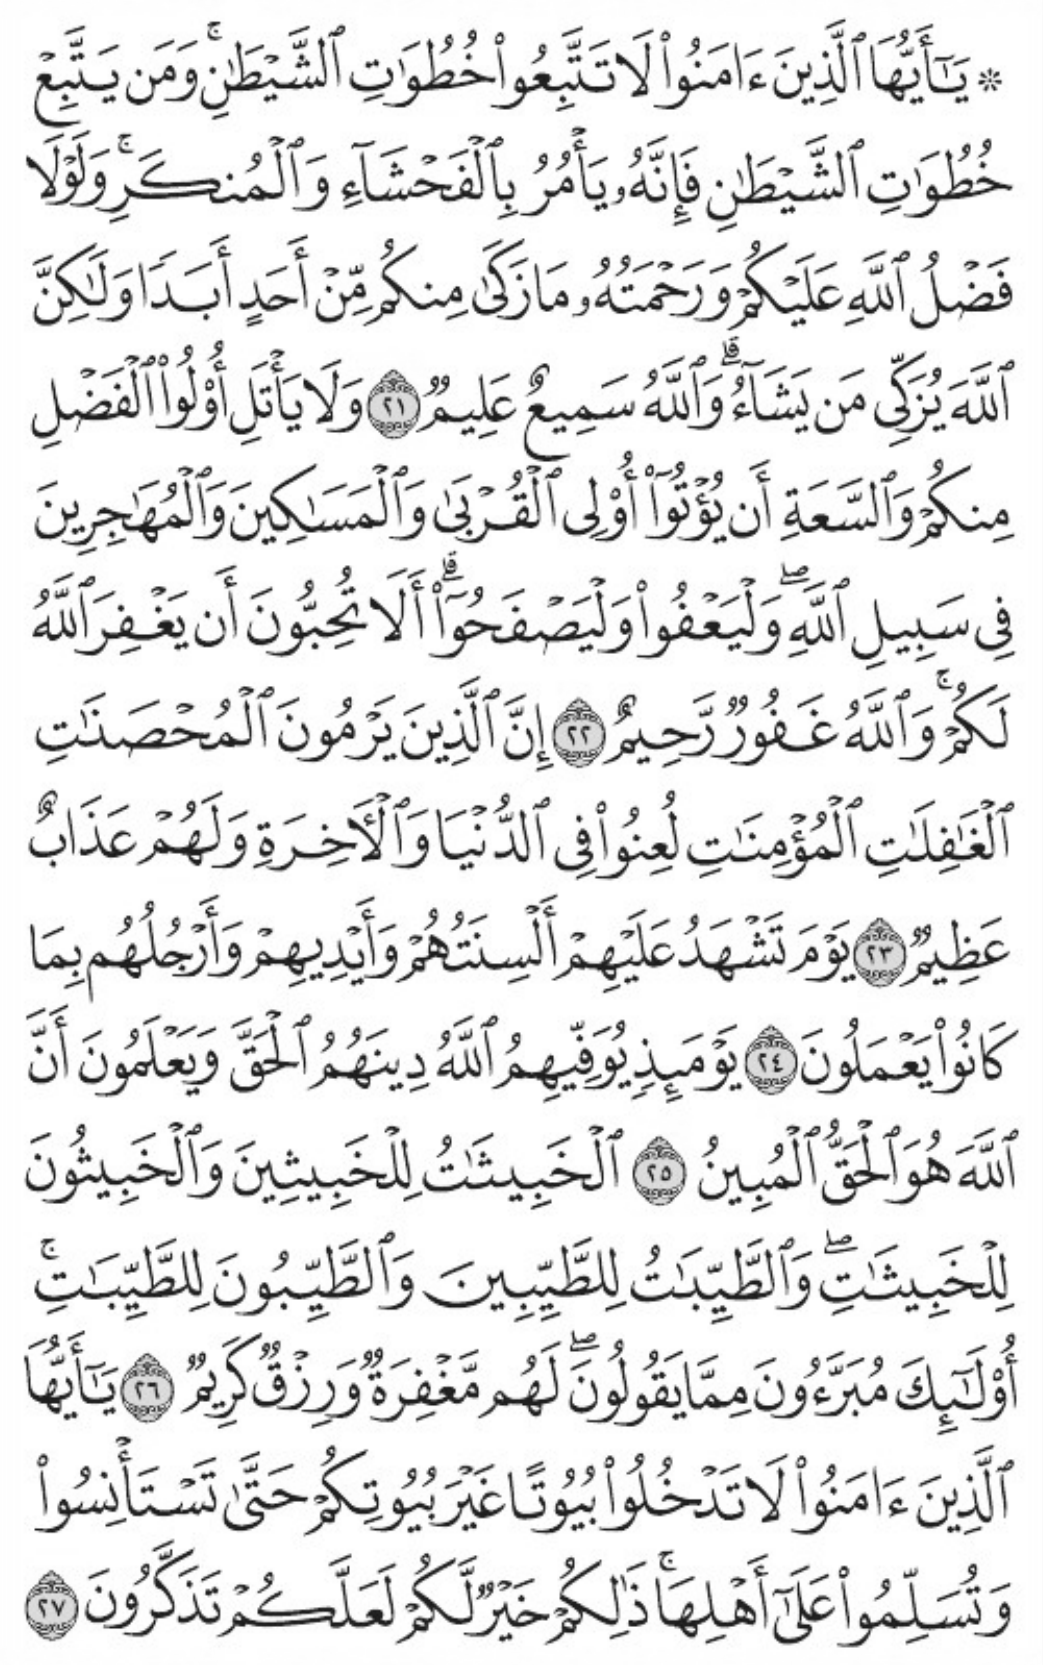 ۞ يَٰٓأَيُّهَا ٱلَّذِينَ ءَامَنُوا۟ لَا تَتَّبِعُوا۟ خُطُوَٰتِ ٱلشَّيْطَٰنِۚ وَمَن يَتَّبِعْ
خُطُوَٰتِ ٱلشَّيْطَٰنِ فَإِنَّهُۥ يَأْمُرُ بِٱلْفَحْشَآءِ وَٱلْمُنكَرِۚ وَلَوْلَا
فَضْلُ ٱللَّهِ عَلَيْكُمْ وَرَحْمَتُهُۥ مَا زَكَىٰ مِنكُم مِّنْ أَحَدٍ أَبَدًا وَلَٰكِنَّ
ٱللَّهَ يُزَكِّى مَن يَشَآءُۗ وَٱللَّهُ سَمِيعٌ عَلِيمٌ ٢١ وَلَا يَأْتَلِ أُو۟لُوا۟ ٱلْفَضْلِ
مِنكُمْ وَٱلسَّعَةِ أَن يُؤْتُوٓا۟ أُو۟لِى ٱلْقُرْبَىٰ وَٱلْمَسَٰكِينَ وَٱلْمُهَٰجِرِينَ
فِى سَبِيلِ ٱللَّهِۖ وَلْيَعْفُوا۟ وَلْيَصْفَحُوٓا۟ۗ أَلَا تُحِبُّونَ أَن يَغْفِرَ ٱللَّهُ
لَكُمْۚ وَٱللَّهُ غَفُورٌ رَّحِيمٌ ٢٢ إِنَّ ٱلَّذِينَ يَرْمُونَ ٱلْمُحْصَنَٰتِ
ٱلْغَٰفِلَٰتِ ٱلْمُؤْمِنَٰتِ لُعِنُوا۟ فِى ٱلدُّنْيَا وَٱلْءَاخِرَةِ وَلَهُمْ عَذَابٌ
عَظِيمٌ ٢٣ يَوْمَ تَشْهَدُ عَلَيْهِمْ أَلْسِنَتُهُمْ وَأَيْدِيهِمْ وَأَرْجُلُهُم بِمَا
كَانُوا۟ يَعْمَلُونَ ٢٤ يَوْمَئِذٍ يُوَفِّيهِمُ ٱللَّهُ دِينَهُمُ ٱلْحَقَّ وَيَعْلَمُونَ أَنَّ
ٱللَّهَ هُوَ ٱلْحَقُّ ٱلْمُبِينُ ٢٥ ٱلْخَبِيثَٰتُ لِلْخَبِيثِينَ وَٱلْخَبِيثُونَ
لِلْخَبِيثَٰتِۖ وَٱلطَّيِّبَٰتُ لِلطَّيِّبِينَ وَٱلطَّيِّبُونَ لِلطَّيِّبَٰتِۚ
أُو۟لَٰٓئِكَ مُبَرَّءُونَ مِمَّا يَقُولُونَۖ لَهُم مَّغْفِرَةٌ وَرِزْقٌ كَرِيمٌ ٢٦ يَٰٓأَيُّهَا
ٱلَّذِينَ ءَامَنُوا۟ لَا تَدْخُلُوا۟ بُيُوتًا غَيْرَ بُيُوتِكُمْ حَتَّىٰ تَسْتَأْنِسُوا۟
وَتُسَلِّمُوا۟ عَلَىٰٓ أَهْلِهَاۚ ذَٰلِكُمْ خَيْرٌ لَّكُمْ لَعَلَّكُمْ تَذَكَّرُونَ ٢٧